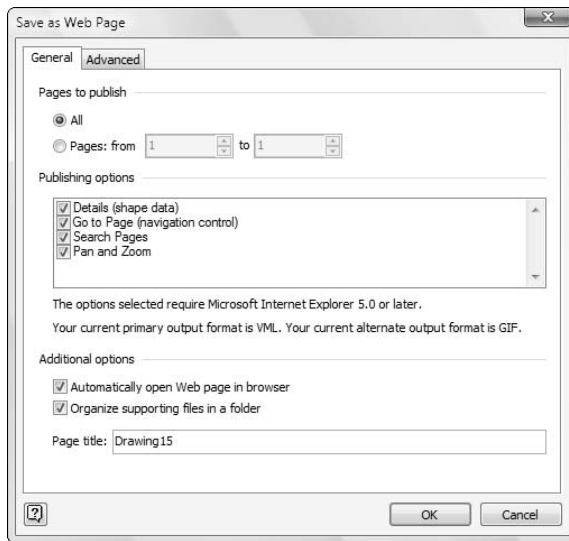 Save as Web Page
General Advanced
Pages to publish
All
Pages: from 1 to 1
Publishing options
Details (shape data)
Go to Page (navigation control)
Search Pages
Pan and Zoom
The options selected require Microsoft Internet Explorer 5.0 or later.
Your current primary output format is VML. Your current alternate output format is GIF.
Additional options
Automatically open Web page in browser
Organize supporting files in a folder
Page title: Drawing15
OK Cancel